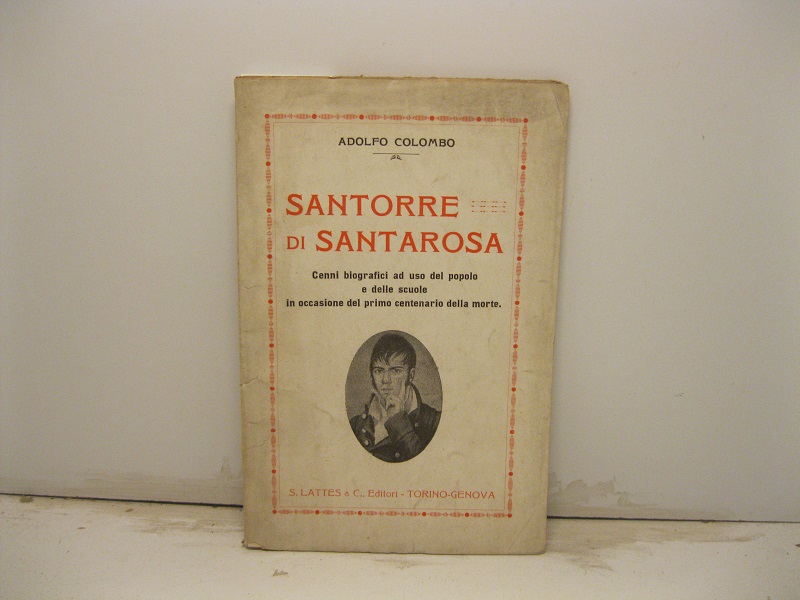 ADOLFO COLOMBO
SANTORRE
DI SANTAROSA
Cenni biografici ad uso del popolo
e delle scuole
in occasione del primo centenario della morte.
S. LATTES & C., Editori - TORINO-GENOVA